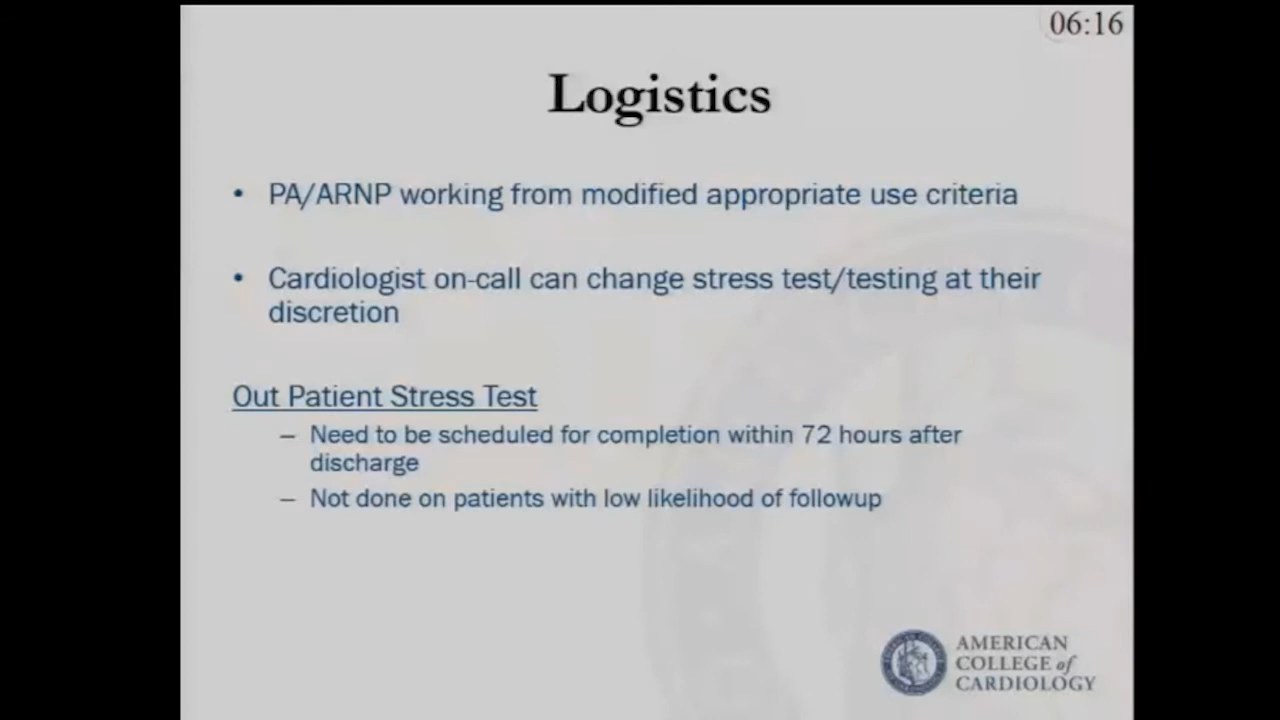 06:16
Logistics
• PA/ARNP working from modified appropriate use criteria
• Cardiologist on-call can change stress test/testing at their
discretion
Out Patient Stress Test
– Need to be scheduled for completion within 72 hours after
discharge
– Not done on patients with low likelihood of followup
AMERICAN
COLLEGE of
CARDIOLOGY